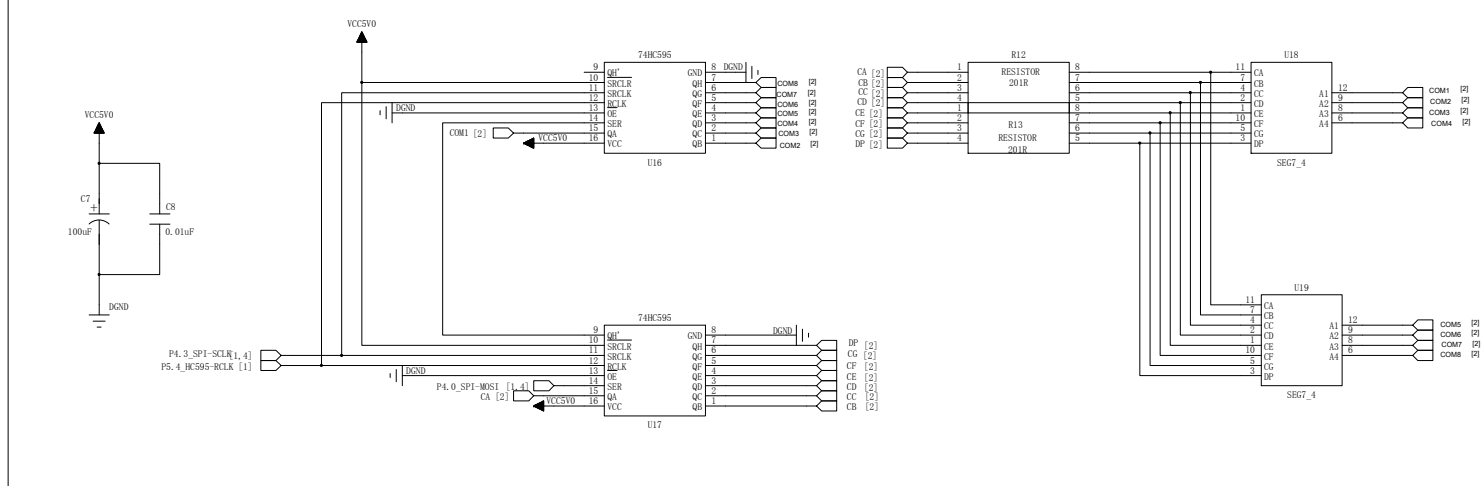 VCC5V0
VCC5V0
C7
+
100uF
C8
0.01uF
DGND
74HC595
9 QH' GND 8 DGND
10 SRCLR QH 7 COM8 [2]
11 SRCLK QG 6 COM7 [2]
12 RCLK QF 5 COM6 [2]
DGND 13 OE QE 4 COM5 [2]
14 SER QD 3 COM4 [2]
COM1 [2] 15 QA QC 2 COM3 [2]
VCC5V0 16 VCC QB 1 COM2 [2]
U16
R12
CA [2] 1 RESISTOR 8
CB [2] 2 201R 7
CC [2] 3 6
CD [2] 4 5
CE [2] 1 8
CF [2] 2 R13 7
CG [2] 3 RESISTOR 6
DP [2] 4 201R 5
U18
11 CA
7 CB
4 CC A1 12 COM1 [2]
2 CD A2 9 COM2 [2]
1 CE A3 8 COM3 [2]
10 CF A4 6 COM4 [2]
5 CG
3 DP
SEG7_4
74HC595
9 QH' GND 8 DGND
10 SRCLR QH 7 DP [2]
P4.3_SPI-SCLK [1,4] 11 SRCLK QG 6 CG [2]
P5.4_HC595-RCLK [1] 12 RCLK QF 5 CF [2]
DGND 13 OE QE 4 CE [2]
P4.0_SPI-MOSI [1,4] 14 SER QD 3 CD [2]
CA [2] 15 QA QC 2 CC [2]
VCC5V0 16 VCC QB 1 CB [2]
U17
U19
11 CA
7 CB
4 CC A1 12 COM5 [2]
2 CD A2 9 COM6 [2]
1 CE A3 8 COM7 [2]
10 CF A4 6 COM8 [2]
5 CG
3 DP
SEG7_4